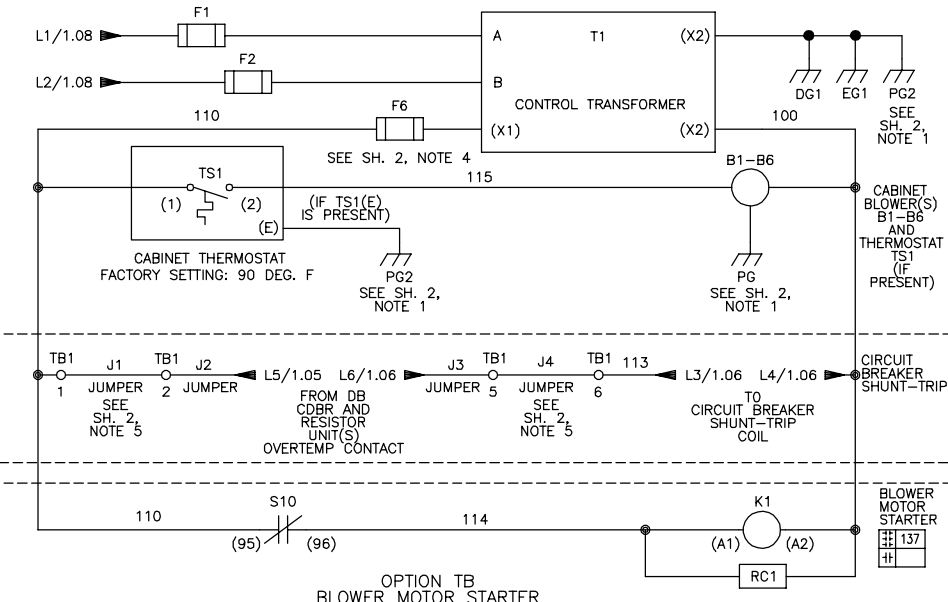 F1
L1/1.08
A
T1
(X2)
F2
L2/1.08
B
DG1
EG1
PG2
SEE
SH. 2,
NOTE 1
CONTROL TRANSFORMER
110
F6
(X1)
(X2)
100
SEE SH. 2, NOTE 4
TS1
115
B1-B6
(1)
(2)
(IF TS1(E)
IS PRESENT)
(E)
CABINET
BLOWER(S)
B1-B6
AND
THERMOSTAT
TS1
(IF
PRESENT)
CABINET THERMOSTAT
FACTORY SETTING: 90 DEG. F
PG2
SEE SH. 2,
NOTE 1
PG
SEE SH. 2,
NOTE 1
TB1
1
J1
JUMPER
SEE
SH. 2,
NOTE 5
TB1
2
J2
JUMPER
L5/1.05
L6/1.06
FROM DB
CDBR AND
RESISTOR
UNIT(S)
OVERTEMP CONTACT
J3
JUMPER
TB1
5
J4
JUMPER
SEE
SH. 2,
NOTE 5
TB1
6
113
L3/1.06
L4/1.06
TO
CIRCUIT BREAKER
SHUNT-TRIP
COIL
CIRCUIT
BREAKER
SHUNT-TRIP
110
S10
(95)
(96)
114
K1
(A1)
(A2)
RC1
BLOWER
MOTOR
STARTER
137
OPTION TB
BLOWER MOTOR STARTER